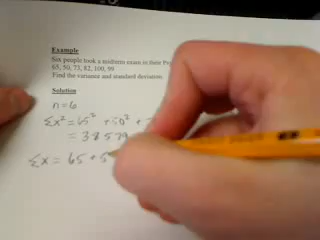 Example
Six people took a midterm exam in their
65, 50, 73, 82, 100, 99
Find the variance and standard deviation.
Solution
n = 6
Σx² = 65² + 50² +
= 38579
Σx = 65 + 5